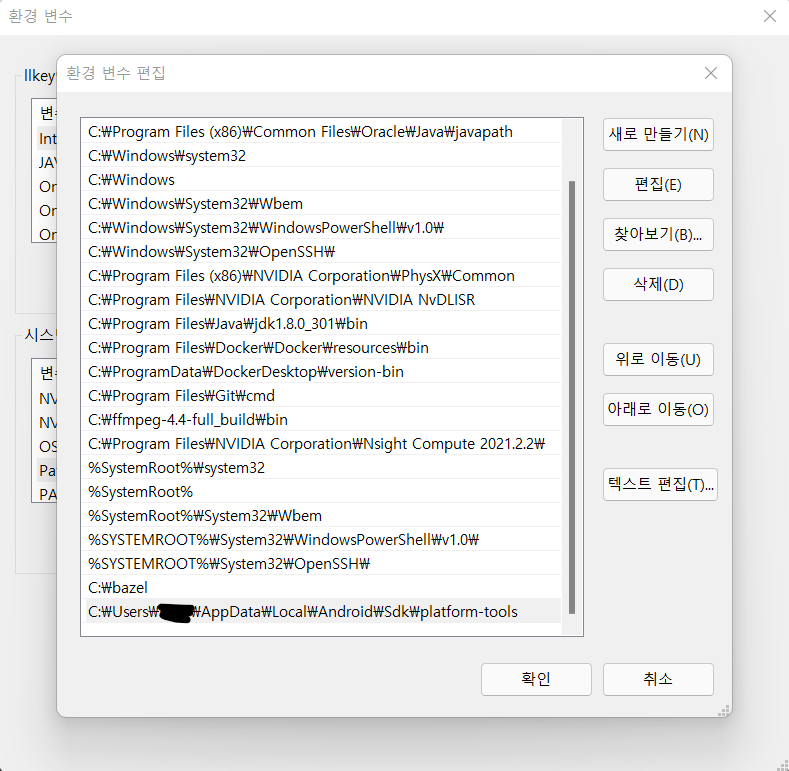 환경 변수
환경 변수 편집
llkey
변수
Int
JAV
On
On
On
시스
변수
NV
NV
OS
Pat
PA
C:₩Program Files (x86)₩Common Files₩Oracle₩Java₩javapath
C:₩Windows₩system32
C:₩Windows
C:₩Windows₩System32₩Wbem
C:₩Windows₩System32₩WindowsPowerShell₩v1.0₩
C:₩Windows₩System32₩OpenSSH₩
C:₩Program Files (x86)₩NVIDIA Corporation₩PhysX₩Common
C:₩Program Files₩NVIDIA Corporation₩NVIDIA NvDLISR
C:₩Program Files₩Java₩jdk1.8.0_301₩bin
C:₩Program Files₩Docker₩Docker₩resources₩bin
C:₩ProgramData₩DockerDesktop₩version-bin
C:₩Program Files₩Git₩cmd
C:₩ffmpeg-4.4-full_build₩bin
C:₩Program Files₩NVIDIA Corporation₩Nsight Compute 2021.2.2₩
%SystemRoot%₩system32
%SystemRoot%
%SystemRoot%₩System32₩Wbem
%SYSTEMROOT%₩System32₩WindowsPowerShell₩v1.0₩
%SYSTEMROOT%₩System32₩OpenSSH₩
C:₩bazel
C:₩Users₩ ₩AppData₩Local₩Android₩Sdk₩platform-tools
새로 만들기(N)
편집(E)
찾아보기(B)...
삭제(D)
위로 이동(U)
아래로 이동(O)
텍스트 편집(T)...
확인
취소